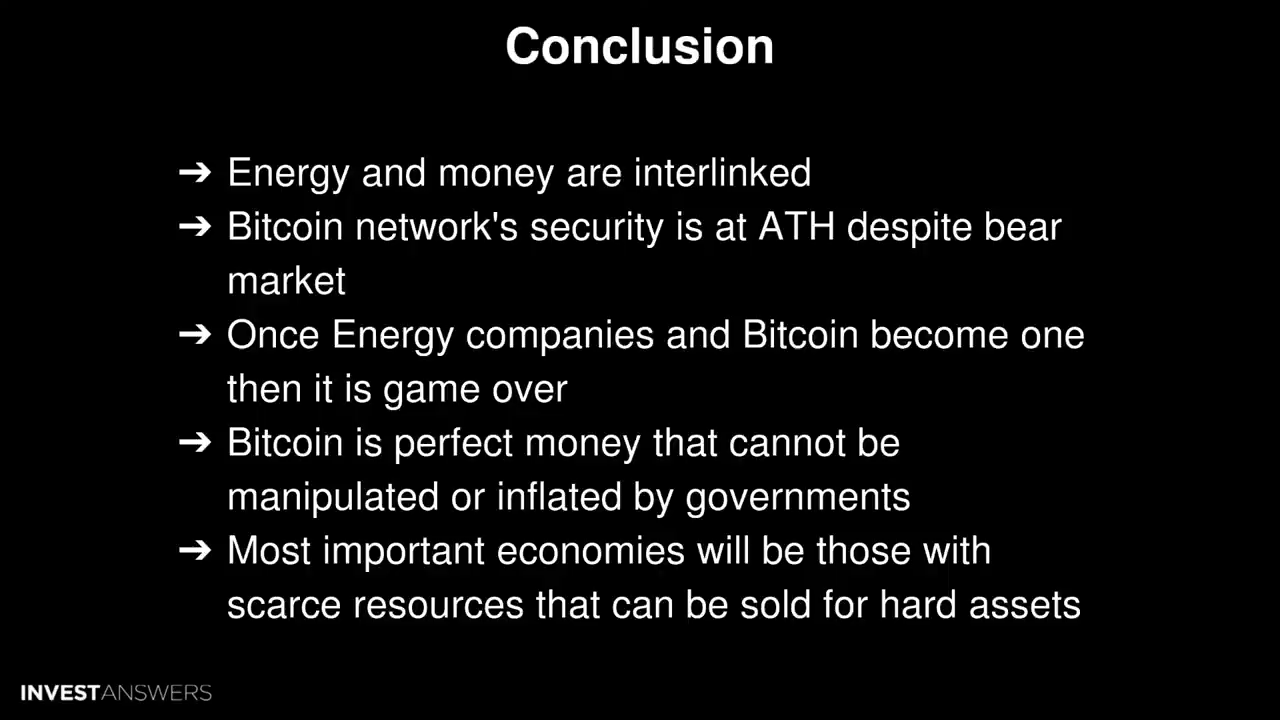 Conclusion
➔ Energy and money are interlinked
➔ Bitcoin network's security is at ATH despite bear
market
➔ Once Energy companies and Bitcoin become one
then it is game over
➔ Bitcoin is perfect money that cannot be
manipulated or inflated by governments
➔ Most important economies will be those with
scarce resources that can be sold for hard assets
INVESTANSWERS